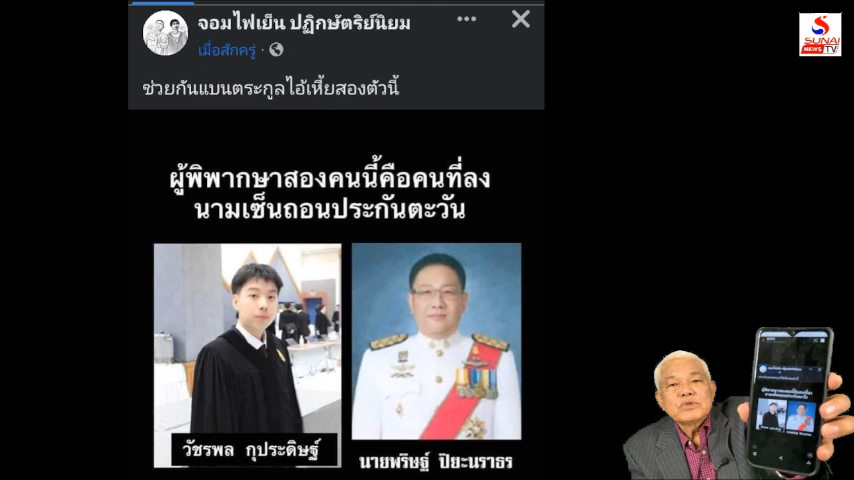 จอมไฟเย็น ปฏิกษัตริย์นิยม
เมื่อสักครู่ ·
ช่วยกันแบนตระกูลไอ้เหี้ยสองตัวนี้
ผู้พิพากษาสองคนนี้คือคนที่ลง
นามเซ็นถอนประกันตะวัน
วัชรพล กุประดิษฐ์
นายพริษฐ์ ปิยะนราธร
SUNAI
NEWS TV